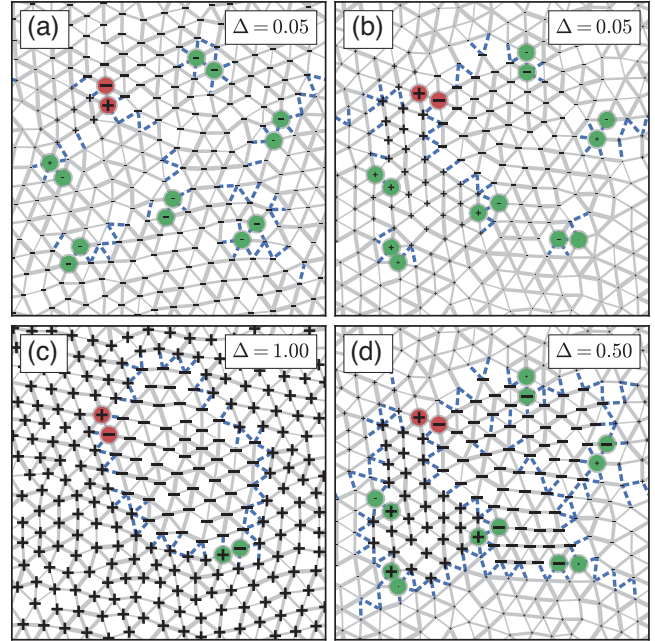 (a) Δ = 0.05
(b) Δ = 0.05
(c) Δ = 1.00
(d) Δ = 0.50